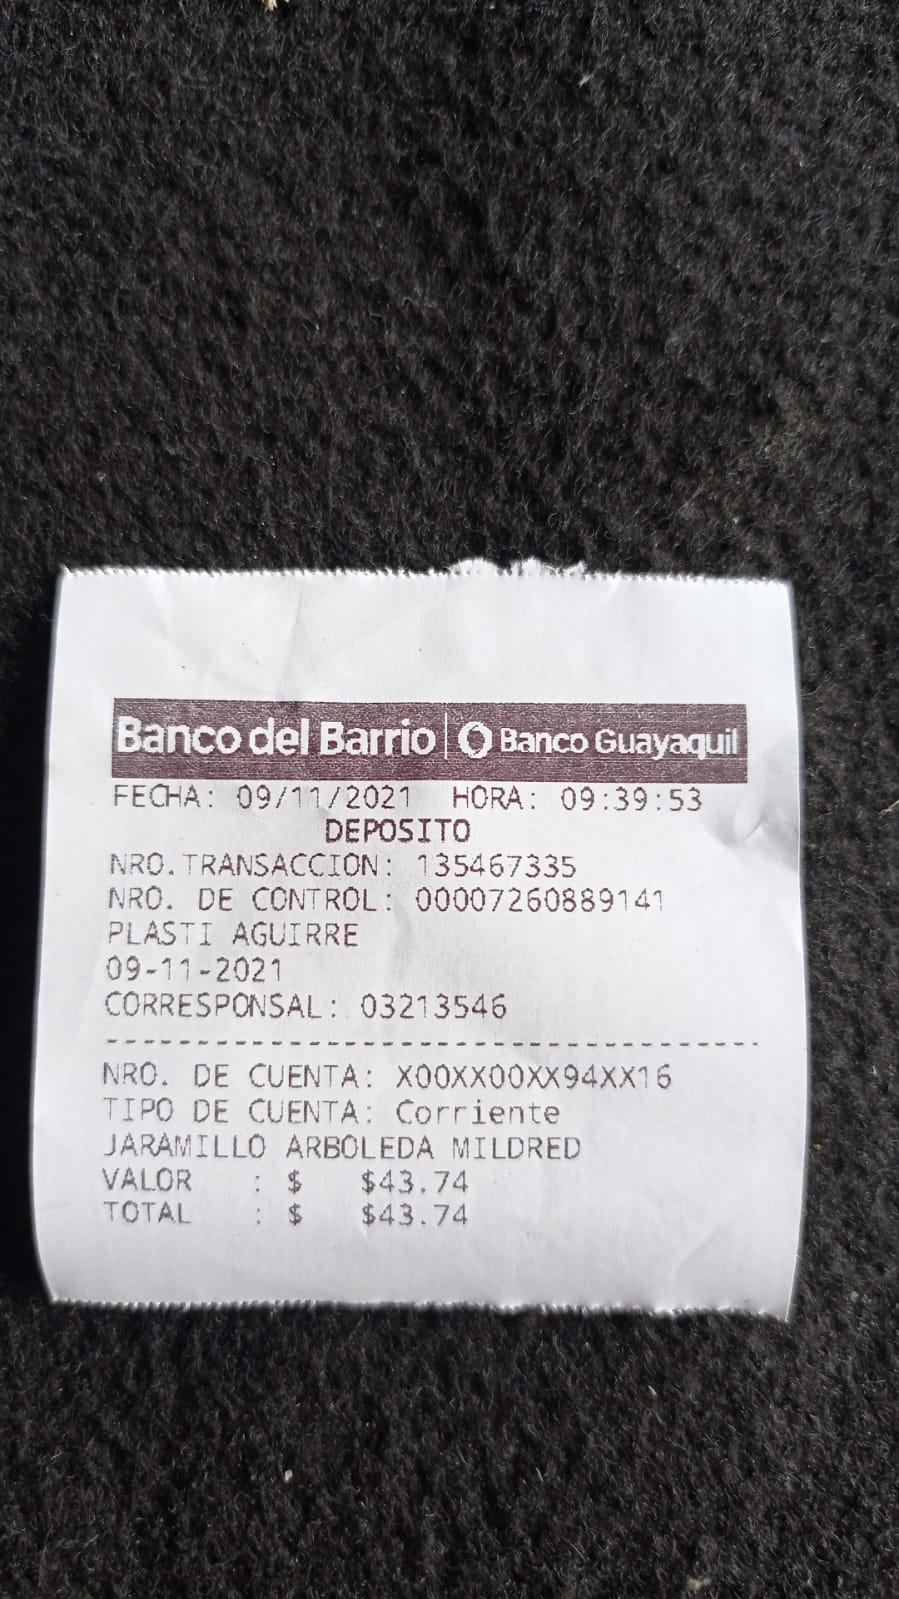 Banco del Barrio | Banco Guayaquil
FECHA: 09/11/2021 HORA: 09:39:53
DEPOSITO
NRO.TRANSACCION: 135467335
NRO. DE CONTROL: 00007260889141
PLASTI AGUIRRE
09-11-2021
CORRESPONSAL: 03213546
---------------------------------------
NRO. DE CUENTA: X00XX00XX94XX16
TIPO DE CUENTA: Corriente
JARAMILLO ARBOLEDA MILDRED
VALOR : $ $43.74
TOTAL : $ $43.74